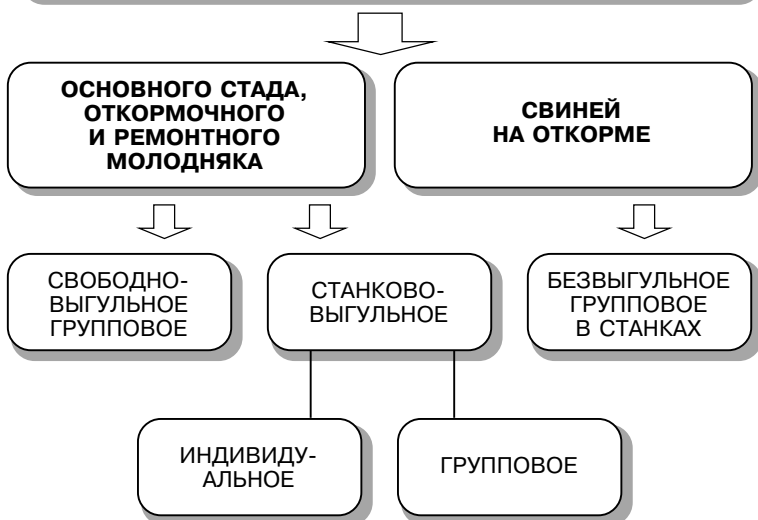 ОСНОВНОГО СТАДА,
ОТКОРМОЧНОГО
И РЕМОНТНОГО
МОЛОДНЯКА
СВИНЕЙ
НА ОТКОРМЕ
СВОБОДНО-
ВЫГУЛЬНОЕ
ГРУППОВОЕ
СТАНКОВО-
ВЫГУЛЬНОЕ
БЕЗВЫГУЛЬНОЕ
ГРУППОВОЕ
В СТАНКАХ
ИНДИВИДУ-
АЛЬНОЕ
ГРУППОВОЕ